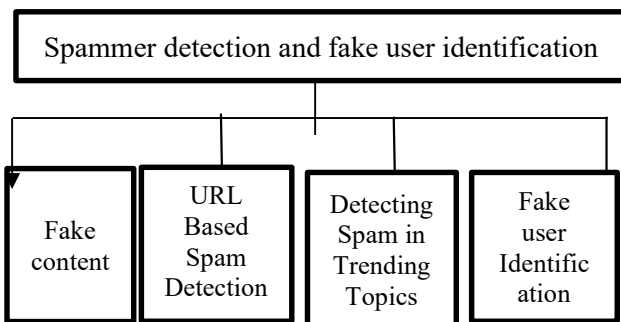 Spammer detection and fake user identification
Fake
content
URL
Based
Spam
Detection
Detecting
Spam in
Trending
Topics
Fake
user
Identific
ation